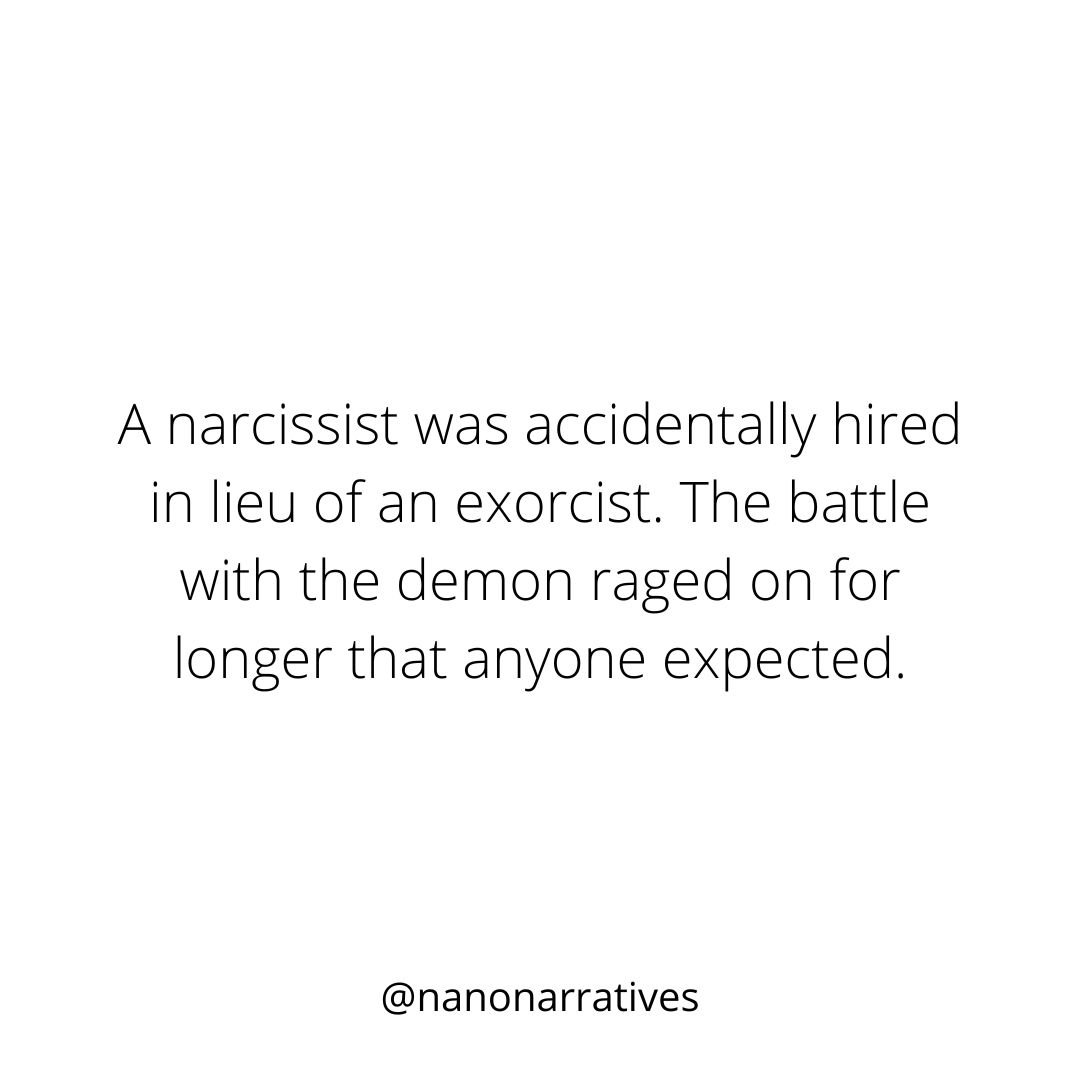 A narcissist was accidentally hired
in lieu of an exorcist. The battle
with the demon raged on for
longer that anyone expected.
@nanonarratives